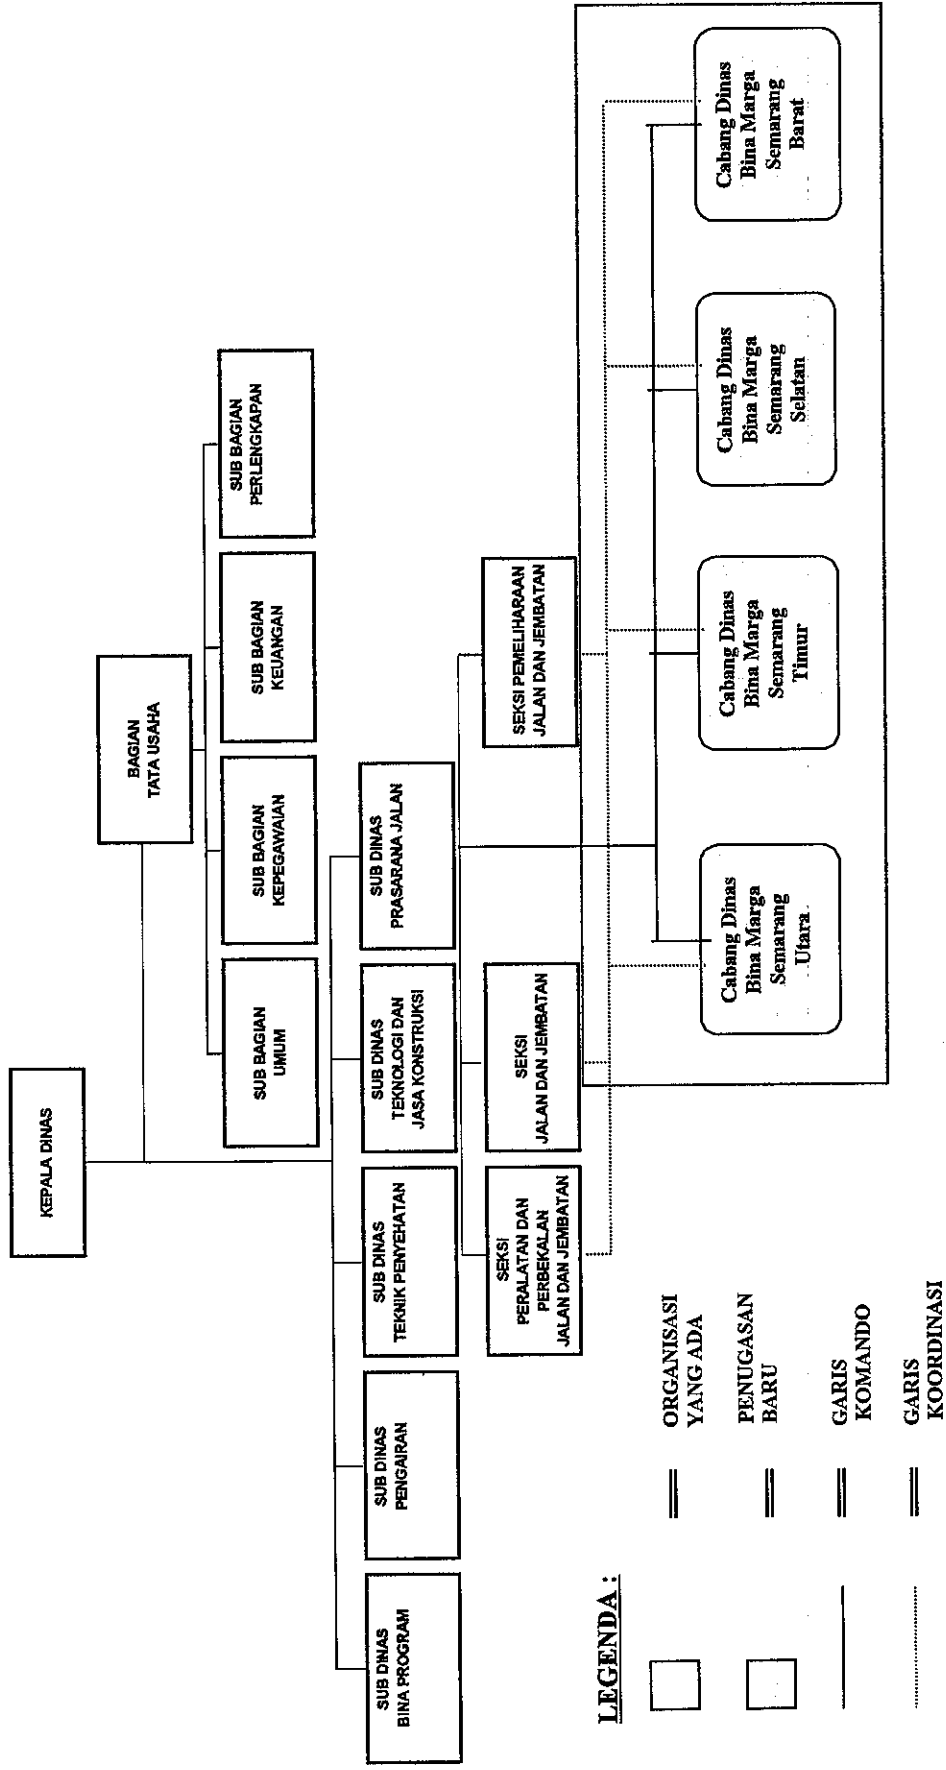 KEPALA DINAS
BAGIAN
TATA USAHA
SUB BAGIAN
UMUM
SUB BAGIAN
KEPEGAWAIAN
SUB BAGIAN
KEUANGAN
SUB BAGIAN
PERLENGKAPAN
SUB DINAS
BINA PROGRAM
SUB DINAS
PENGAIRAN
SUB DINAS
TEKNIK PENYEHATAN
SUB DINAS
TEKNOLOGI DAN
JASA KONSTRUKSI
SUB DINAS
PRASARANA JALAN
SEKSI
PERALATAN DAN
PERBEKALAN
JALAN DAN JEMBATAN
SEKSI
JALAN DAN JEMBATAN
SEKSI PEMELIHARAAN
JALAN DAN JEMBATAN
Cabang Dinas
Bina Marga
Semarang
Utara
Cabang Dinas
Bina Marga
Semarang
Timur
Cabang Dinas
Bina Marga
Semarang
Selatan
Cabang Dinas
Bina Marga
Semarang
Barat
LEGENDA :
= ORGANISASI
YANG ADA
= PENUGASAN
BARU
= GARIS
KOMANDO
= GARIS
KOORDINASI